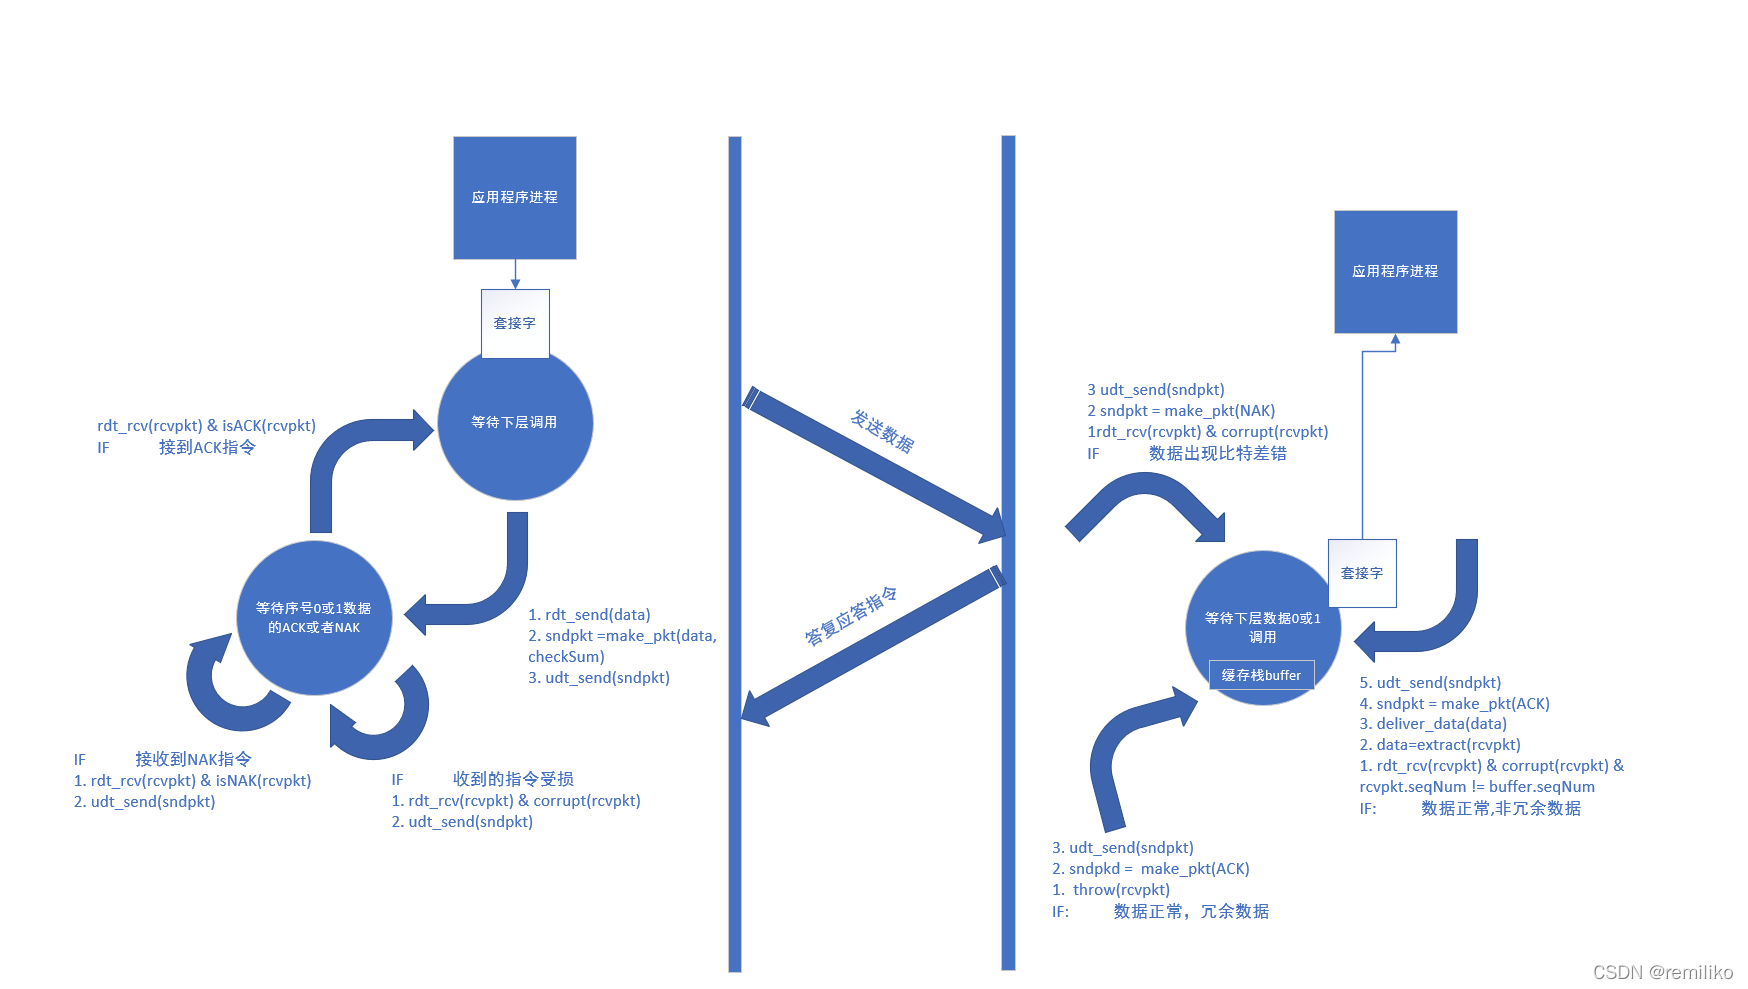 应用程序进程
套接字
等待下层调用
rdt_rcv(rcvpkt) & isACK(rcvpkt)
IF 接到ACK指令
等待序号0或1数据
的ACK或者NAK
1. rdt_send(data)
2. sndpkt =make_pkt(data,
checkSum)
3. udt_send(sndpkt)
IF 接收到NAK指令
1. rdt_rcv(rcvpkt) & isNAK(rcvpkt)
2. udt_send(sndpkt)
IF 收到的指令受损
1. rdt_rcv(rcvpkt) & corrupt(rcvpkt)
2. udt_send(sndpkt)
发送数据
答复应答指令
应用程序进程
3 udt_send(sndpkt)
2 sndpkt = make_pkt(NAK)
1rdt_rcv(rcvpkt) & corrupt(rcvpkt)
IF 数据出现比特差错
套接字
等待下层数据0或1
调用
缓存栈buffer
5. udt_send(sndpkt)
4. sndpkt = make_pkt(ACK)
3. deliver_data(data)
2. data=extract(rcvpkt)
1. rdt_rcv(rcvpkt) & corrupt(rcvpkt) &
rcvpkt.seqNum != buffer.seqNum
IF: 数据正常,非冗余数据
3. udt_send(sndpkt)
2. sndpkd = make_pkt(ACK)
1. throw(rcvpkt)
IF: 数据正常，冗余数据
CSDN @remiliko